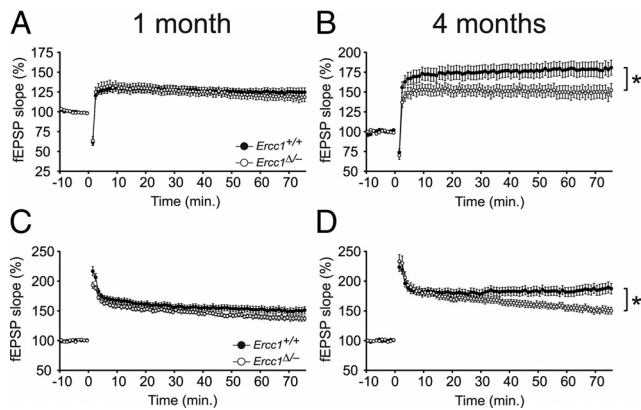 A 1 month B 4 months
fEPSP slope (%)
175
150
125
100
75
50
25
-10 0 10 20 30 40 50 60 70
Time (min.)
Ercc1+/+
Ercc1Δ/–
fEPSP slope (%)
200
175
150
125
100
75
50
-10 0 10 20 30 40 50 60 70
Time (min.)
*
C D
fEPSP slope (%)
250
200
150
100
50
-10 0 10 20 30 40 50 60 70
Time (min.)
Ercc1+/+
Ercc1Δ/–
fEPSP slope (%)
250
200
150
100
50
-10 0 10 20 30 40 50 60 70
Time (min.)
*